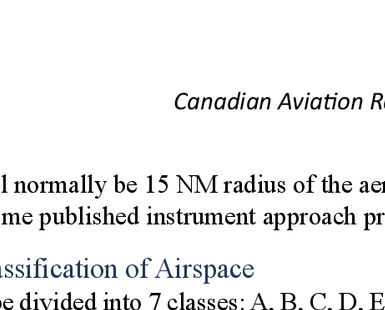 Canadian Aviation R
l normally be 15 NM radius of the aer
me published instrument approach pr
assification of Airspace
be divided into 7 classes: A, B, C, D, E